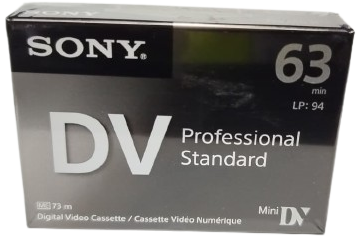 SONY®
63
min
LP: 94
DV Professional
Standard
73 m
Digital Video Cassette / Cassette Vidéo Numérique
Mini DV